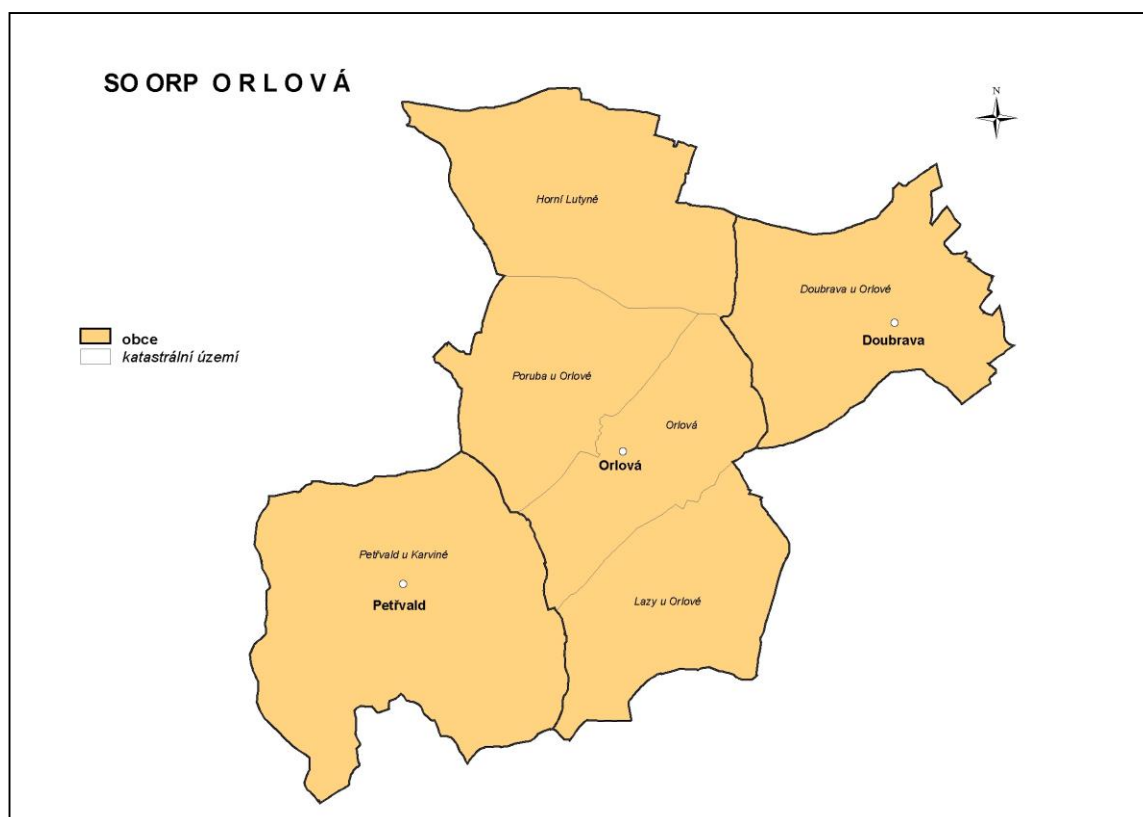 SO ORP O R L O V Á
N
Horní Lutyně
Doubrava u Orlové
Doubrava
obce
katastrální území
Poruba u Orlové
Orlová
Orlová
Petřvald u Karviné
Petřvald
Lazy u Orlové